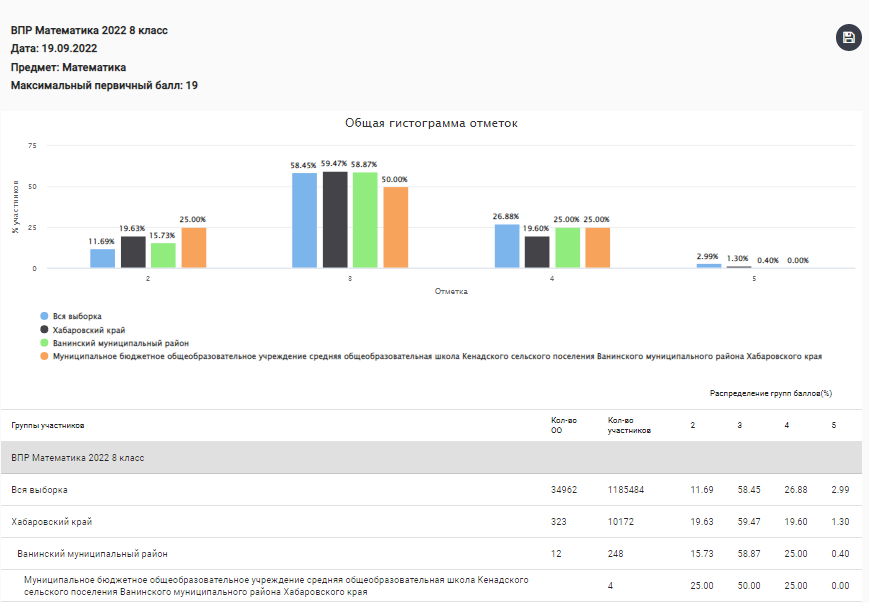 ВПР Математика 2022 8 класс
Дата: 19.09.2022
Предмет: Математика
Максимальный первичный балл: 19
Общая гистограмма отметок
% участников
75
50
25
0
11.69% 19.63% 15.73% 25.00%
58.45% 59.47% 58.87% 50.00%
26.88% 19.60% 25.00% 25.00%
2.99% 1.30% 0.40% 0.00%
2 3 4 5
Отметка
Вся выборка
Хабаровский край
Ванинский муниципальный район
Муниципальное бюджетное общеобразовательное учреждение средняя общеобразовательная школа Кенадского сельского поселения Ванинского муниципального района Хабаровского края
Распределение групп баллов(%)
Группы участников Кол-во ОО Кол-во участников 2 3 4 5
ВПР Математика 2022 8 класс
Вся выборка 34962 1185484 11.69 58.45 26.88 2.99
Хабаровский край 323 10172 19.63 59.47 19.60 1.30
Ванинский муниципальный район 12 248 15.73 58.87 25.00 0.40
Муниципальное бюджетное общеобразовательное учреждение средняя общеобразовательная школа Кенадского
сельского поселения Ванинского муниципального района Хабаровского края 4 25.00 50.00 25.00 0.00